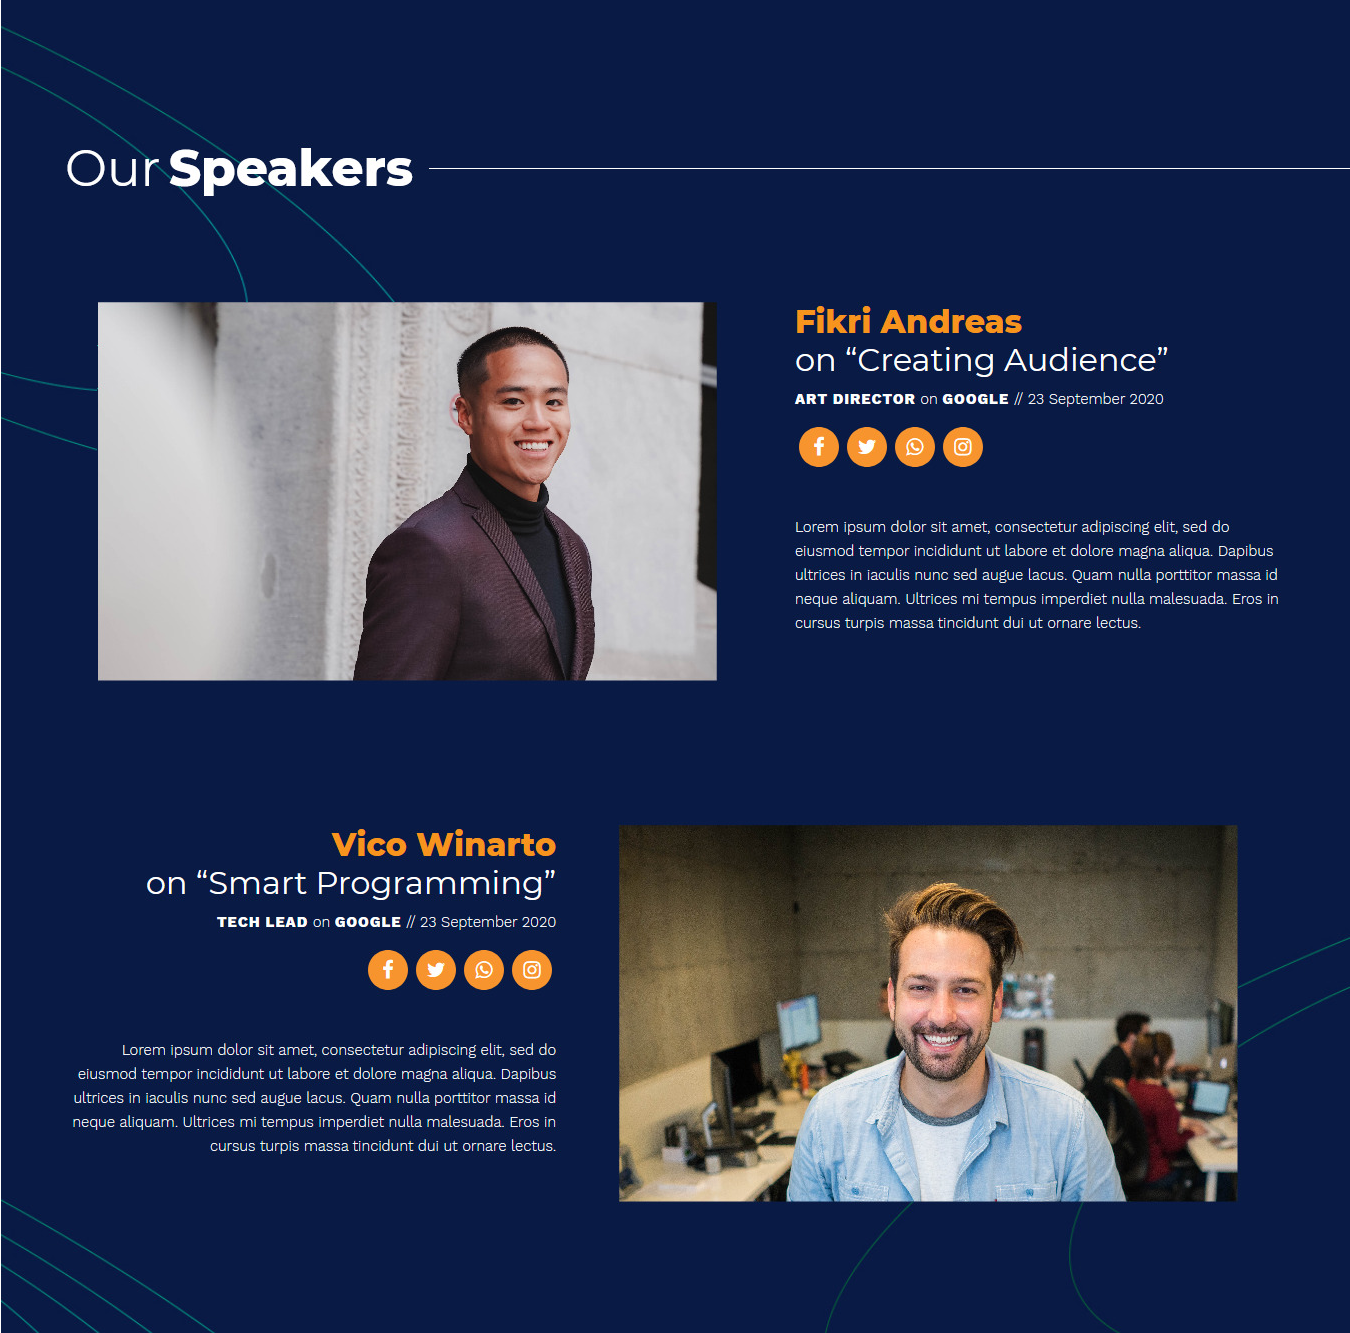 Our Speakers
Fikri Andreas
on “Creating Audience”
ART DIRECTOR on GOOGLE // 23 September 2020
Lorem ipsum dolor sit amet, consectetur adipiscing elit, sed do
eiusmod tempor incididunt ut labore et dolore magna aliqua. Dapibus
ultrices in iaculis nunc sed augue lacus. Quam nulla porttitor massa id
neque aliquam. Ultrices mi tempus imperdiet nulla malesuada. Eros in
cursus turpis massa tincidunt dui ut ornare lectus.
Vico Winarto
on “Smart Programming”
TECH LEAD on GOOGLE // 23 September 2020
Lorem ipsum dolor sit amet, consectetur adipiscing elit, sed do
eiusmod tempor incididunt ut labore et dolore magna aliqua. Dapibus
ultrices in iaculis nunc sed augue lacus. Quam nulla porttitor massa id
neque aliquam. Ultrices mi tempus imperdiet nulla malesuada. Eros in
cursus turpis massa tincidunt dui ut ornare lectus.